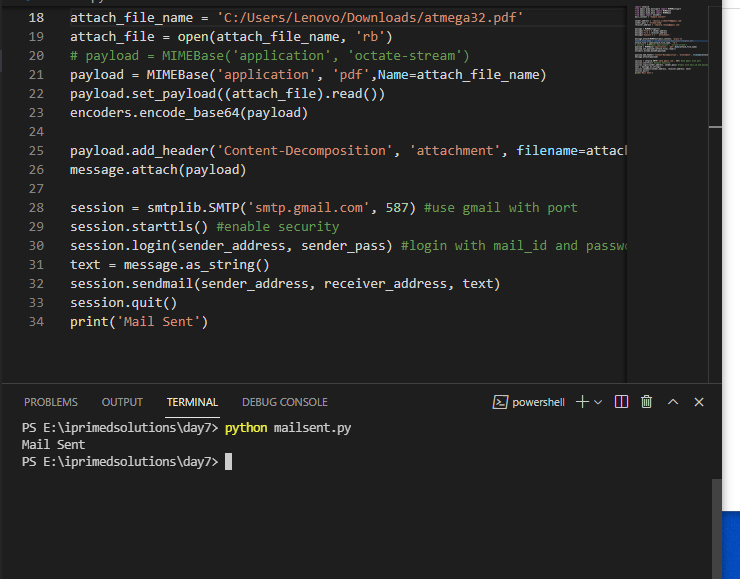 18 attach_file_name = 'C:/Users/Lenovo/Downloads/atmega32.pdf'
19 attach_file = open(attach_file_name, 'rb')
20 # payload = MIMEBase('application', 'octate-stream')
21 payload = MIMEBase('application', 'pdf',Name=attach_file_name)
22 payload.set_payload((attach_file).read())
23 encoders.encode_base64(payload)
24
25 payload.add_header('Content-Decomposition', 'attachment', filename=attach
26 message.attach(payload)
27
28 session = smtplib.SMTP('smtp.gmail.com', 587) #use gmail with port
29 session.starttls() #enable security
30 session.login(sender_address, sender_pass) #login with mail_id and passwo
31 text = message.as_string()
32 session.sendmail(sender_address, receiver_address, text)
33 session.quit()
34 print('Mail Sent')
PROBLEMS OUTPUT TERMINAL DEBUG CONSOLE powershell
PS E:\iprimedsolutions\day7> python mailsent.py
Mail Sent
PS E:\iprimedsolutions\day7>